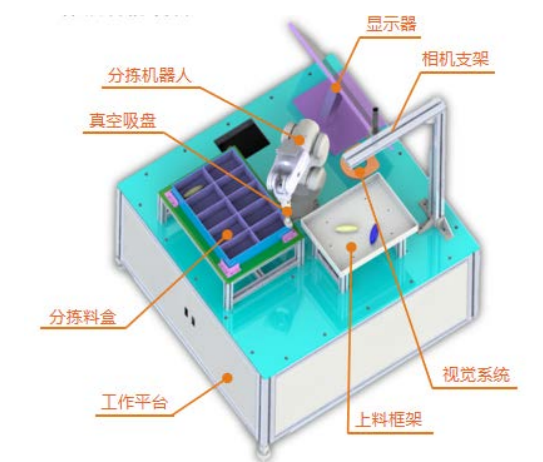 显示器
相机支架
分拣机器人
真空吸盘
分拣料盒
视觉系统
工作平台
上料框架